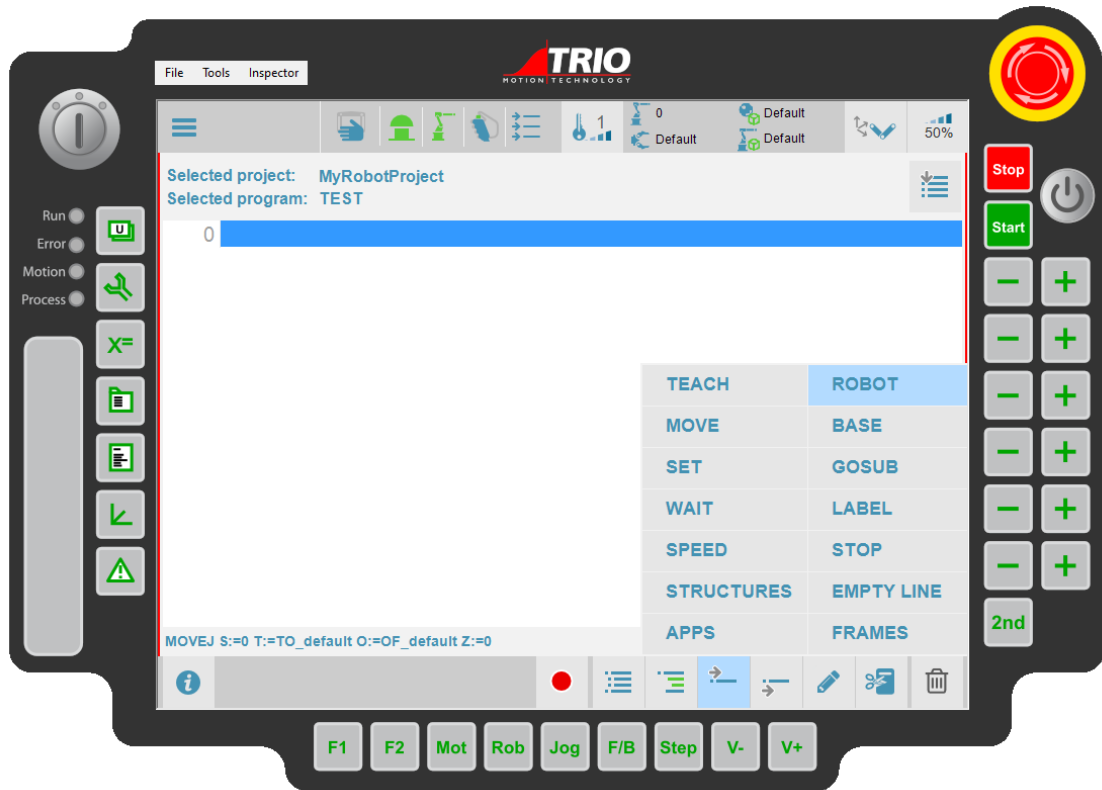 TRIO
MOTION TECHNOLOGY
File Tools Inspector
1
0
Default
Default
Default
50%
Selected project: MyRobotProject
Selected program: TEST
0
Stop
Start
Run
Error
Motion
Process
U
X=
TEACH ROBOT
MOVE BASE
SET GOSUB
WAIT LABEL
SPEED STOP
STRUCTURES EMPTY LINE
APPS FRAMES
2nd
MOVEJ S:=0 T:=TO_default O:=OF_default Z:=0
i
F1 F2 Mot Rob Jog F/B Step V- V+